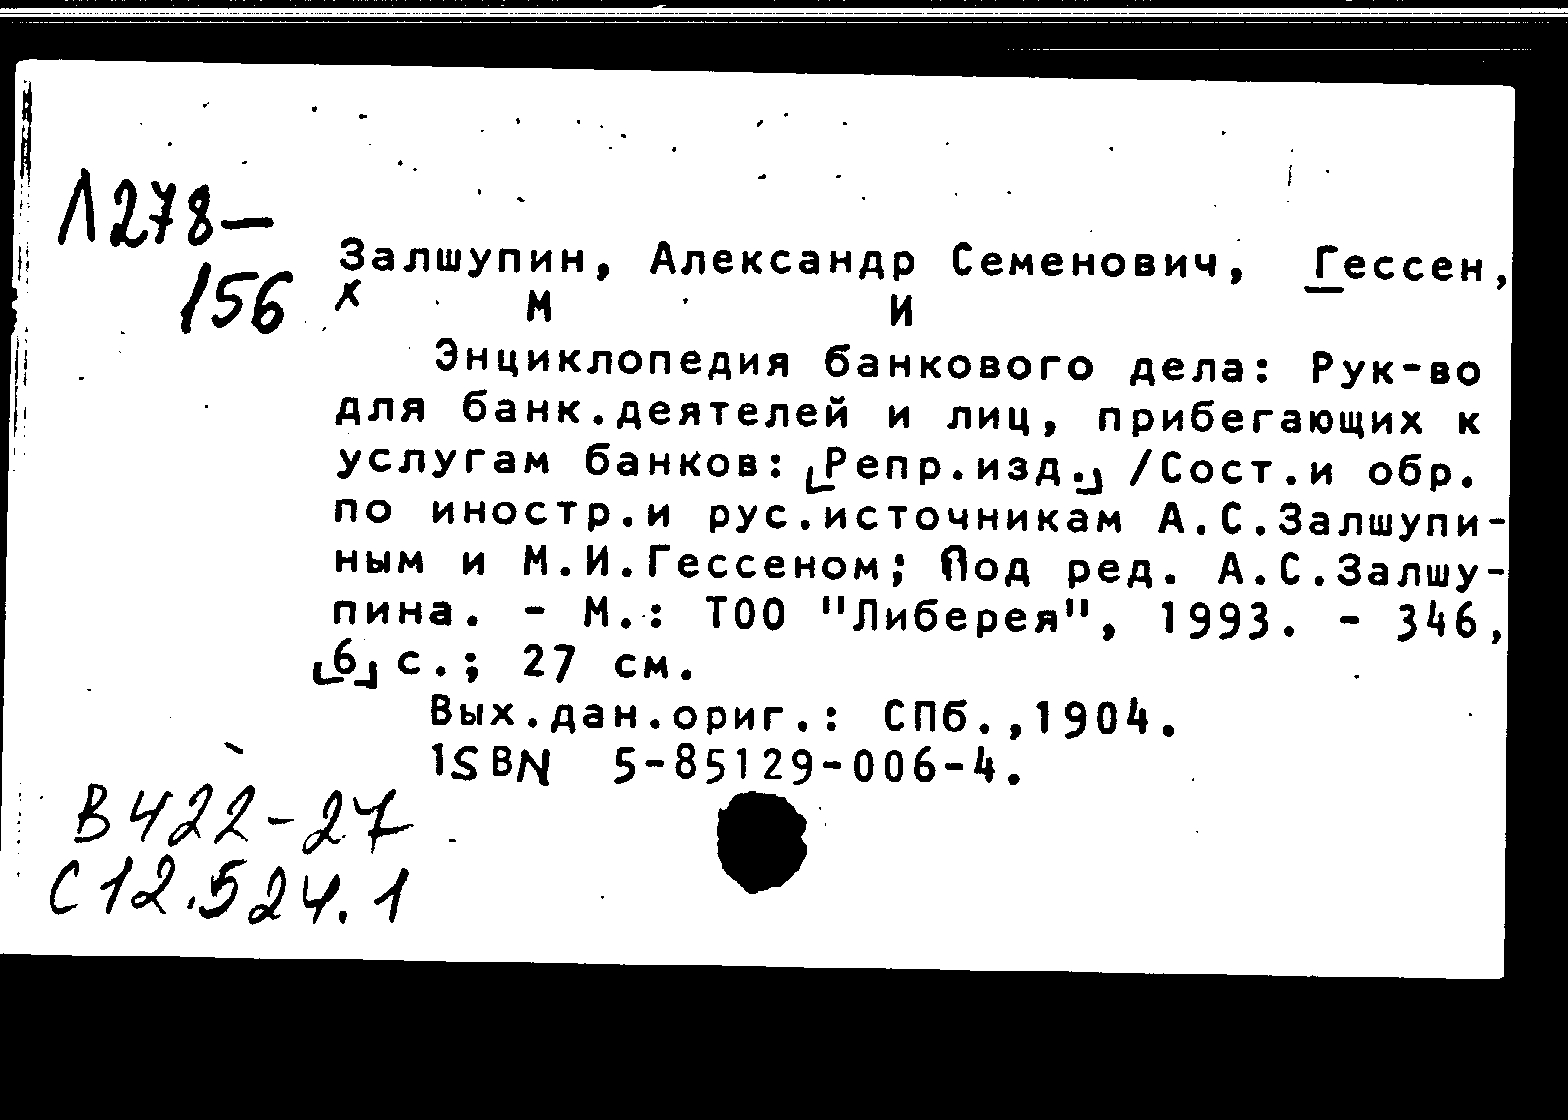 Л278-
156
Залшупин, Александр Семенович, Гессен,
х М И
Энциклопедия банкового дела: Рук-во
для банк.деятелей и лиц, прибегающих к
услугам банков: [Репр.изд.] /Сост.и обр.
по иностр.и рус.источникам А.С.Залшупи-
ным и М.И.Гессеном; Под ред. А.С.Залшу-
пина. - М.: ТОО "Либерея", 1993. - 346,
[6] с.; 27 см.
Вых.дан.ориг.: СПб.,1904.
ISBN 5-85129-006-4.
В 422-27
С12.524.1